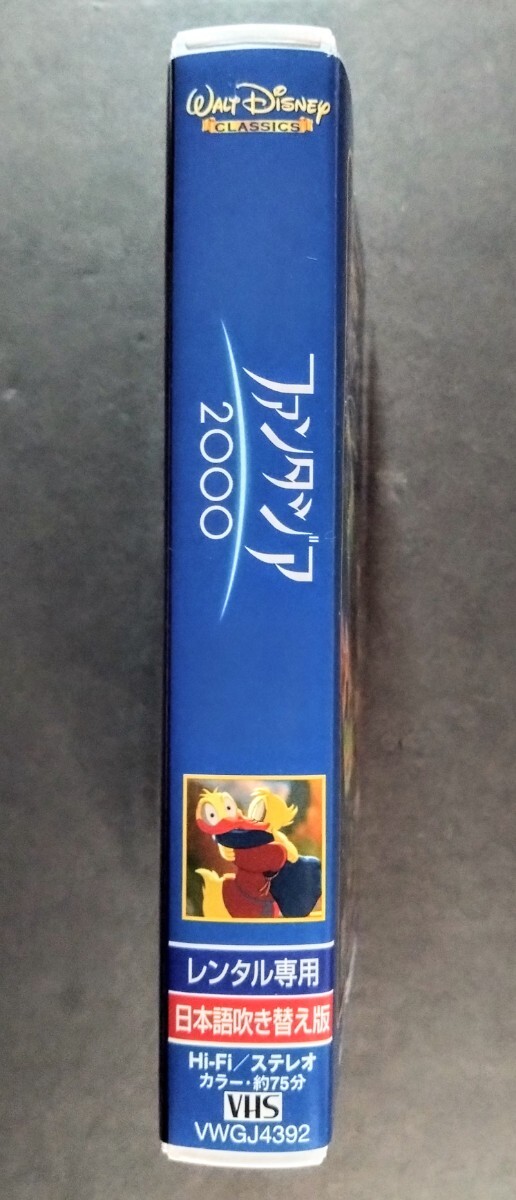 WALT DISNEY
CLASSICS
ファンタジア
2000
レンタル専用
日本語吹き替え版
Hi-Fi/ステレオ
カラー・約75分
VHS
VWGJ4392